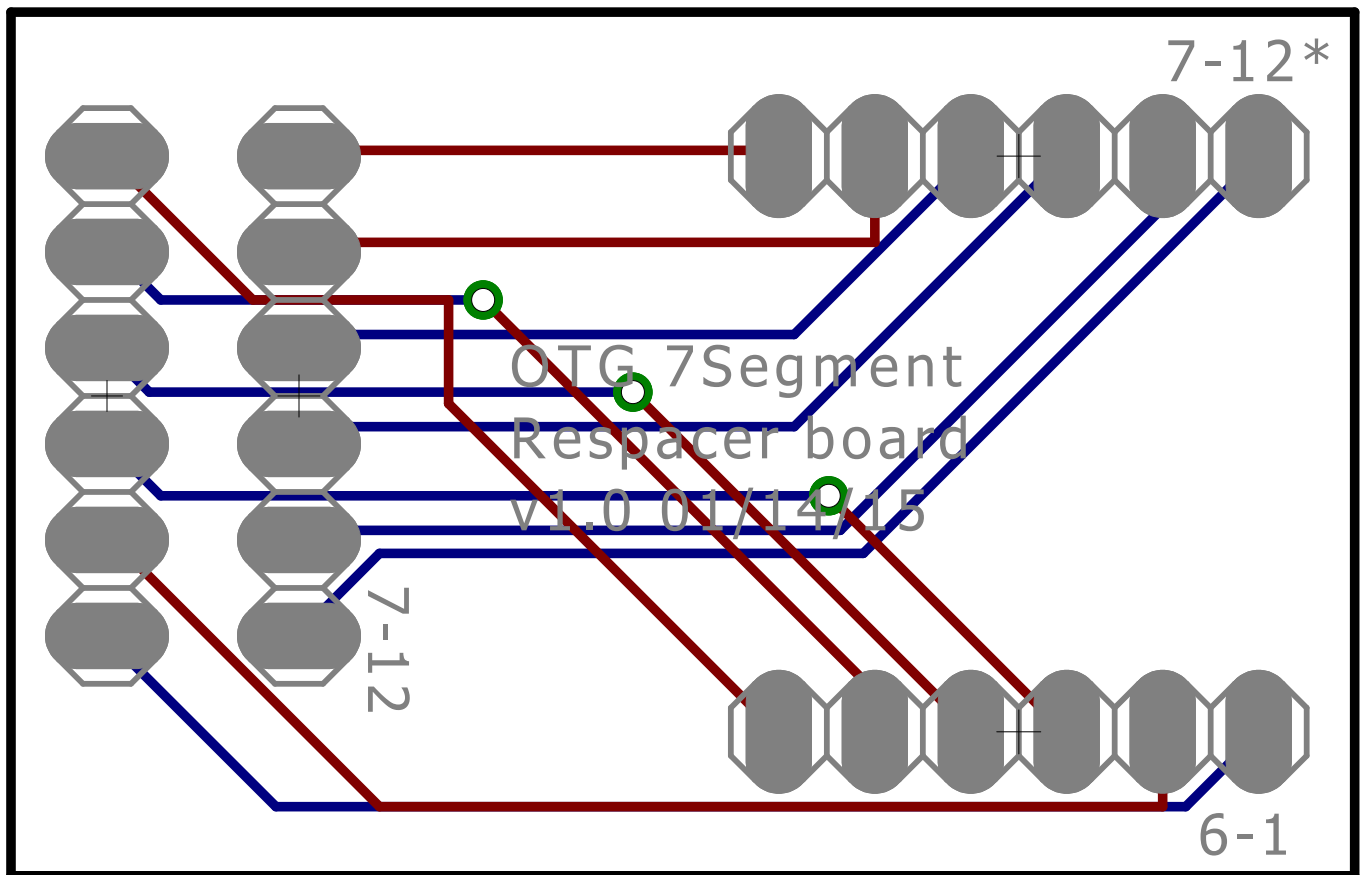 7-12*
OTG 7Segment
Respacer board
v1.0 01/14/15
7-12
6-1